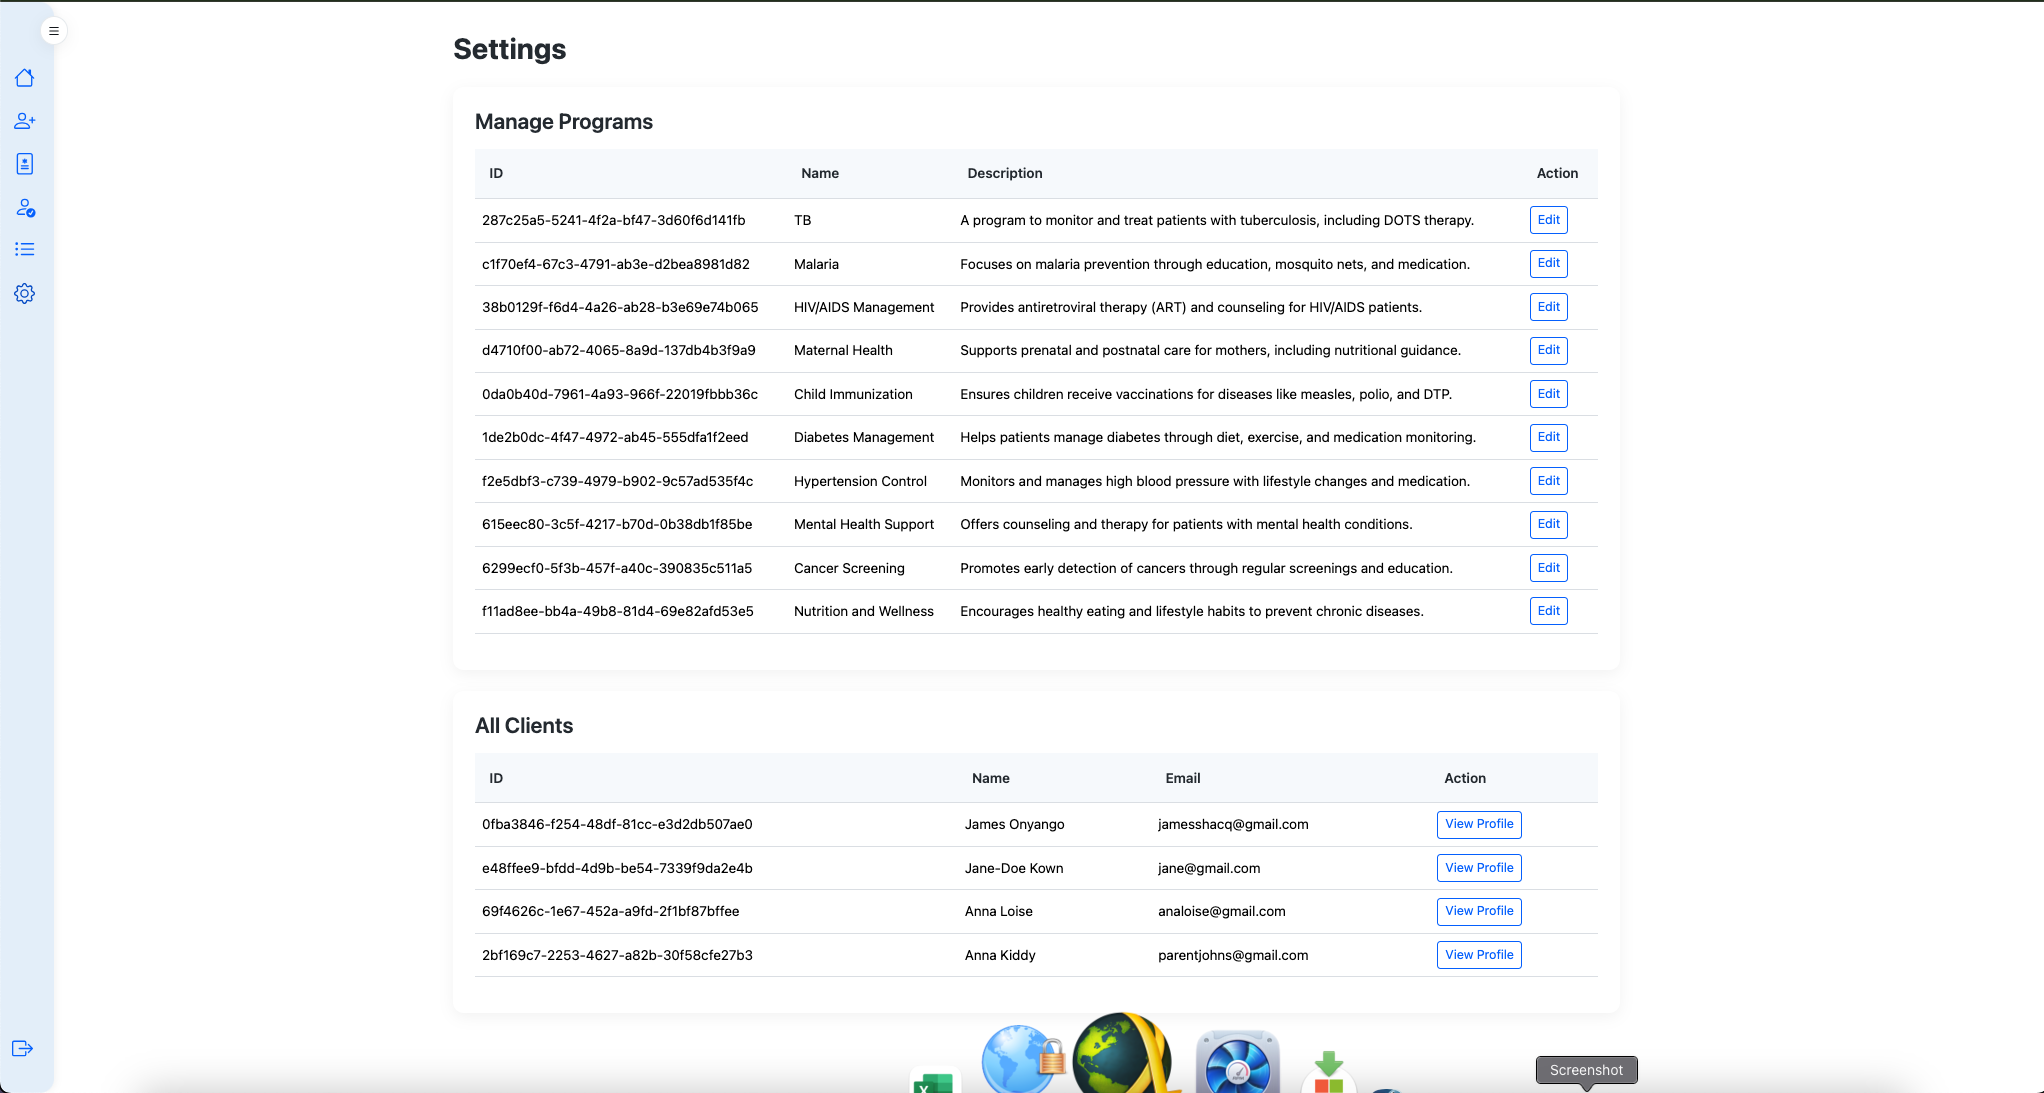 Settings
Manage Programs
ID Name Description Action
287c25a5-5241-4f2a-bf47-3d60f6d141fb TB A program to monitor and treat patients with tuberculosis, including DOTS therapy. Edit
c1f70ef4-67c3-4791-ab3e-d2bea8981d82 Malaria Focuses on malaria prevention through education, mosquito nets, and medication. Edit
38b0129f-f6d4-4a26-ab28-b3e69e74b065 HIV/AIDS Management Provides antiretroviral therapy (ART) and counseling for HIV/AIDS patients. Edit
d4710f00-ab72-4065-8a9d-137db4b3f9a9 Maternal Health Supports prenatal and postnatal care for mothers, including nutritional guidance. Edit
0da0b40d-7961-4a93-966f-22019fbbb36c Child Immunization Ensures children receive vaccinations for diseases like measles, polio, and DTP. Edit
1de2b0dc-4f47-4972-ab45-555dfa1f2eed Diabetes Management Helps patients manage diabetes through diet, exercise, and medication monitoring. Edit
f2e5dbf3-c739-4979-b902-9c57ad535f4c Hypertension Control Monitors and manages high blood pressure with lifestyle changes and medication. Edit
615eec80-3c5f-4217-b70d-0b38db1f85be Mental Health Support Offers counseling and therapy for patients with mental health conditions. Edit
6299ecf0-5f3b-457f-a40c-390835c511a5 Cancer Screening Promotes early detection of cancers through regular screenings and education. Edit
f11ad8ee-bb4a-49b8-81d4-69e82afd53e5 Nutrition and Wellness Encourages healthy eating and lifestyle habits to prevent chronic diseases. Edit
All Clients
ID Name Email Action
0fba3846-f254-48df-81cc-e3d2db507ae0 James Onyango jamesshacq@gmail.com View Profile
e48ffee9-bfdd-4d9b-be54-7339f9da2e4b Jane-Doe Kown jane@gmail.com View Profile
69f4626c-1e67-452a-a9fd-2f1bf87bffee Anna Loise analoise@gmail.com View Profile
2bf169c7-2253-4627-a82b-30f58cfe27b3 Anna Kiddy parentjohns@gmail.com View Profile
X
Screenshot